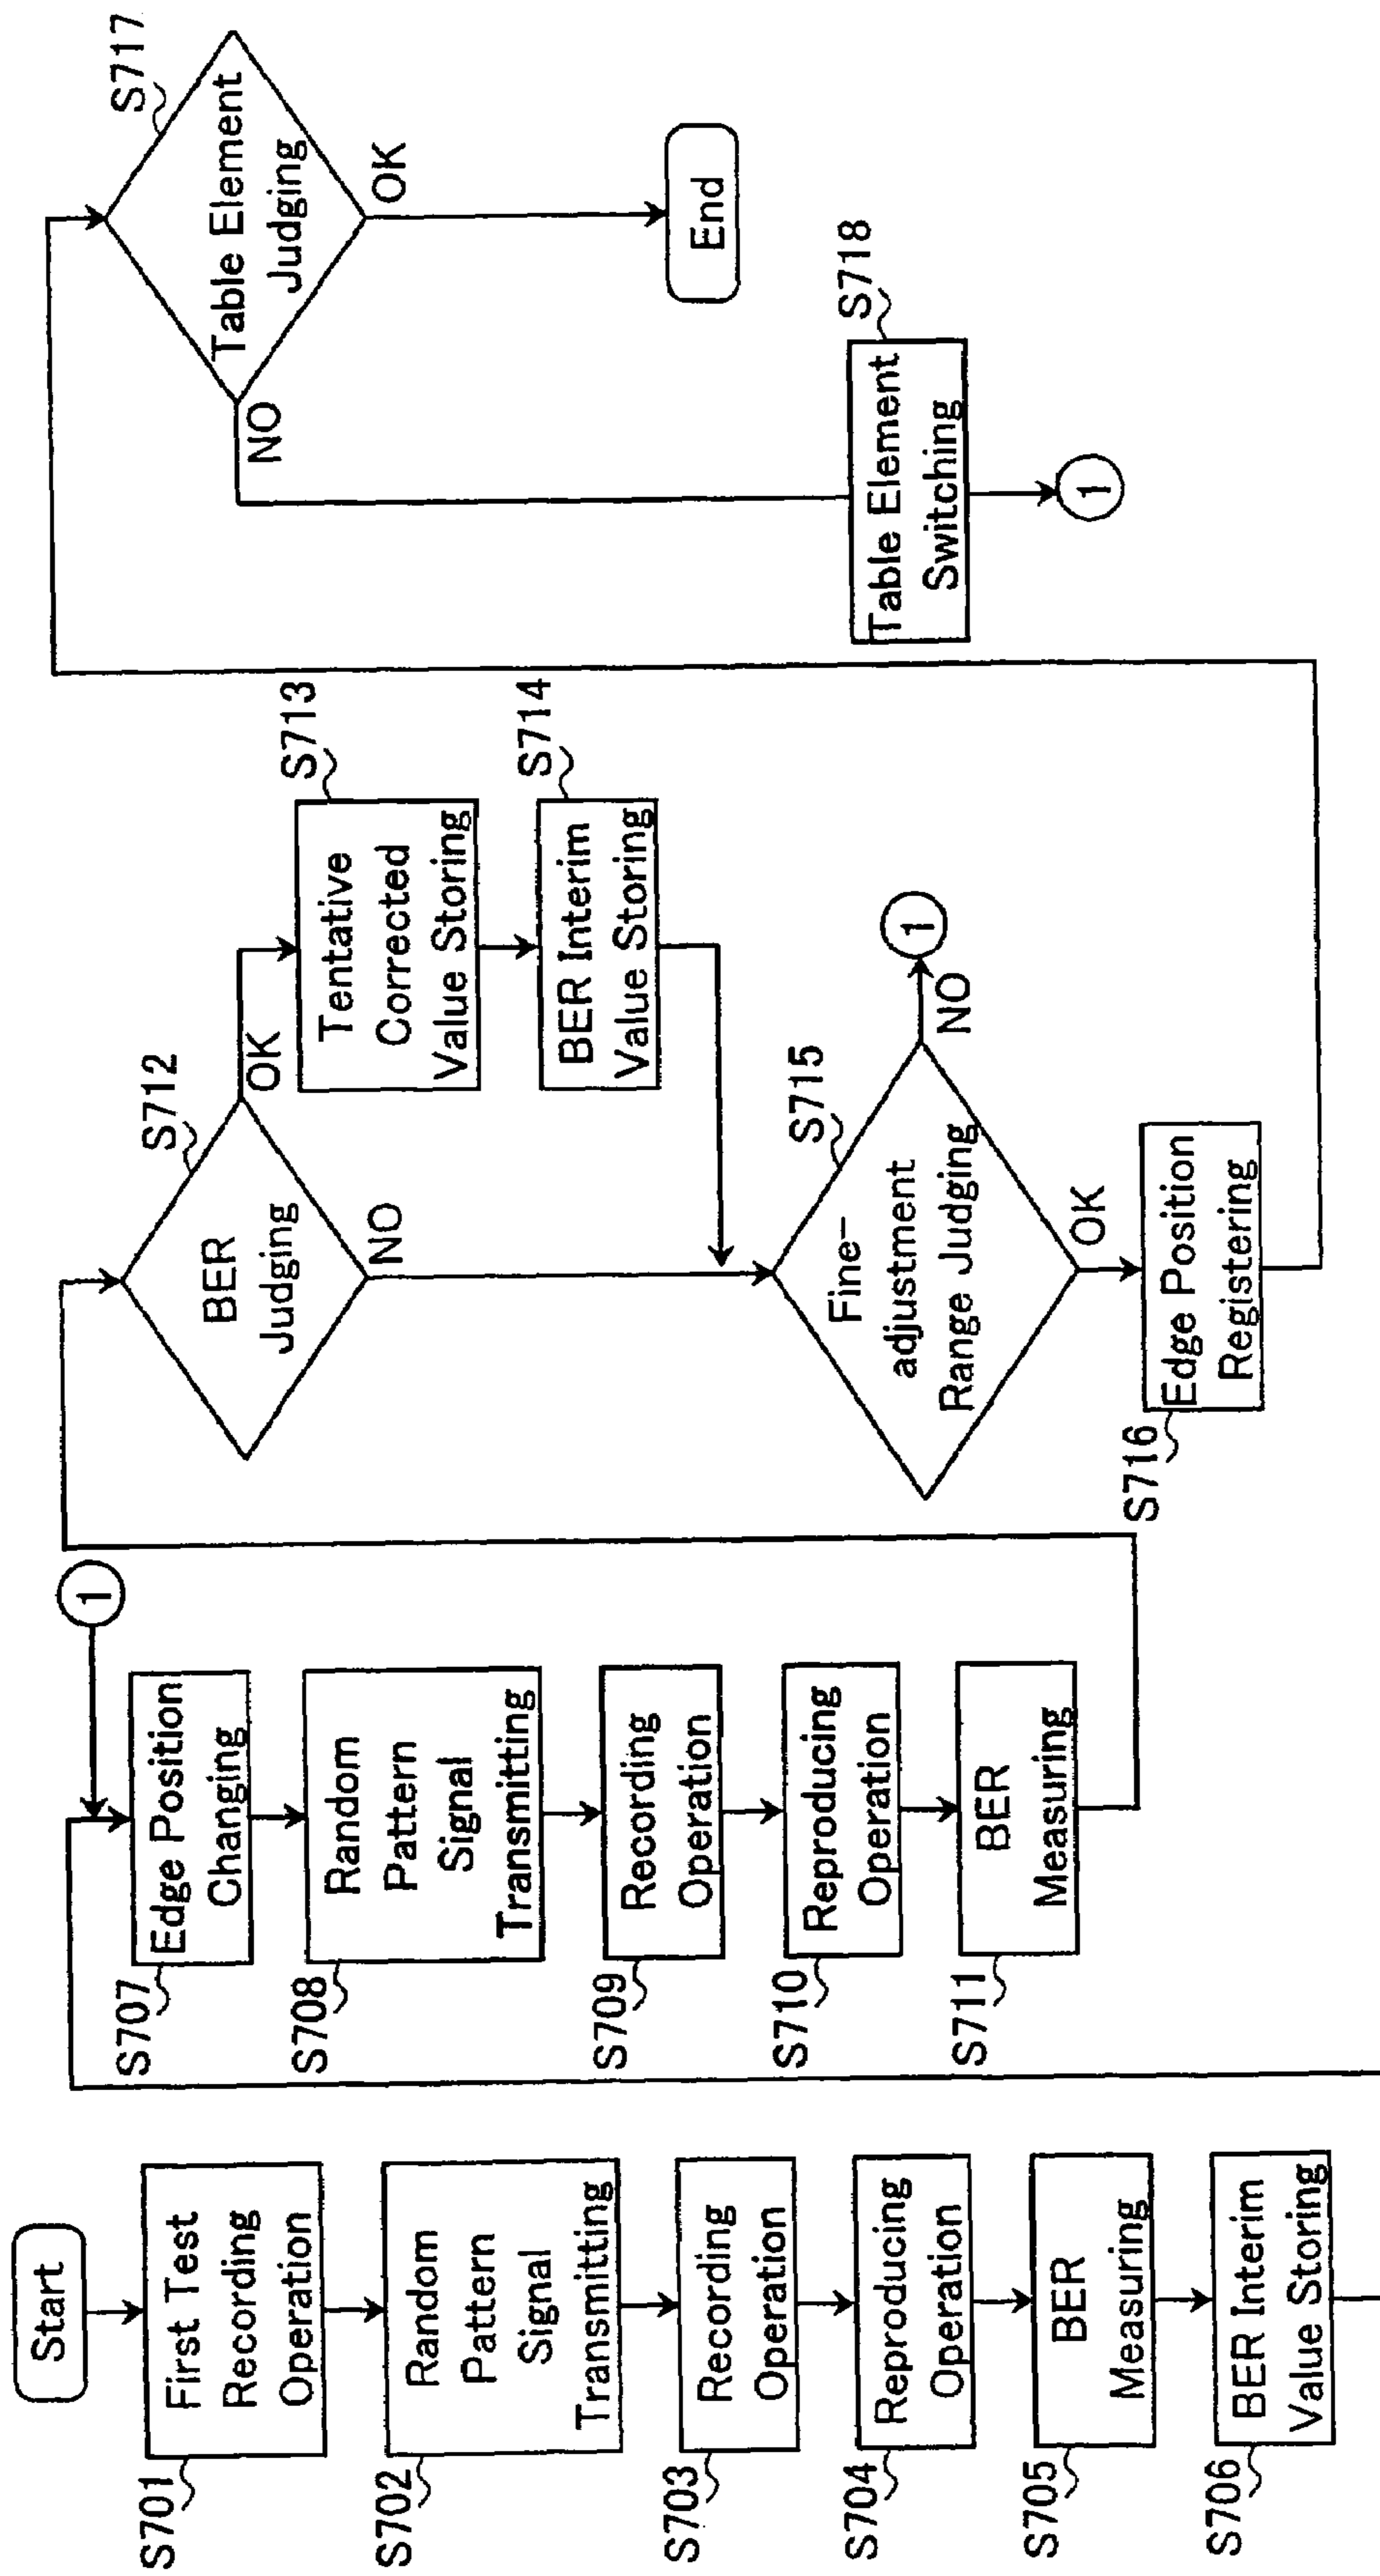 Start
S701
First Test
Recording
Operation
S702
Random
Pattern
Signal
Transmitting
S703
Recording
Operation
S704
Reproducing
Operation
S705
BER
Measuring
S706
BER Interim
Value Storing
1
S707
Edge Position
Changing
S708
Random
Pattern
Signal
Transmitting
S709
Recording
Operation
S710
Reproducing
Operation
S711
BER
Measuring
S712
BER
Judging
OK
NO
S713
Tentative
Corrected
Value Storing
S714
BER Interim
Value Storing
S715
Fine-
adjustment
Range Judging
NO
1
OK
S716
Edge Position
Registering
S717
Table Element
Judging
NO
OK
End
S718
Table Element
Switching
1